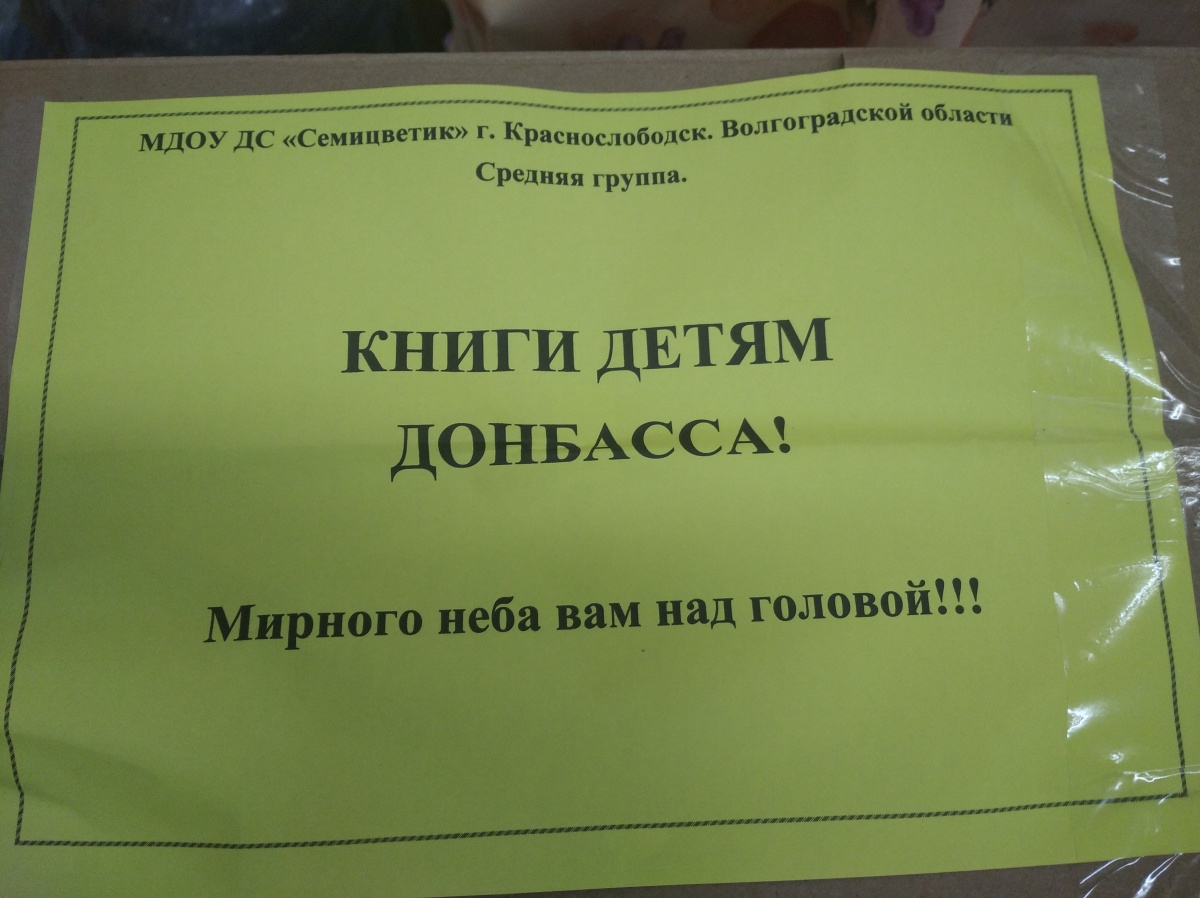 МДОУ ДС «Семицветик» г. Краснослободск. Волгоградской области
Средняя группа.
КНИГИ ДЕТЯМ
ДОНБАССА!
Мирного неба вам над головой!!!